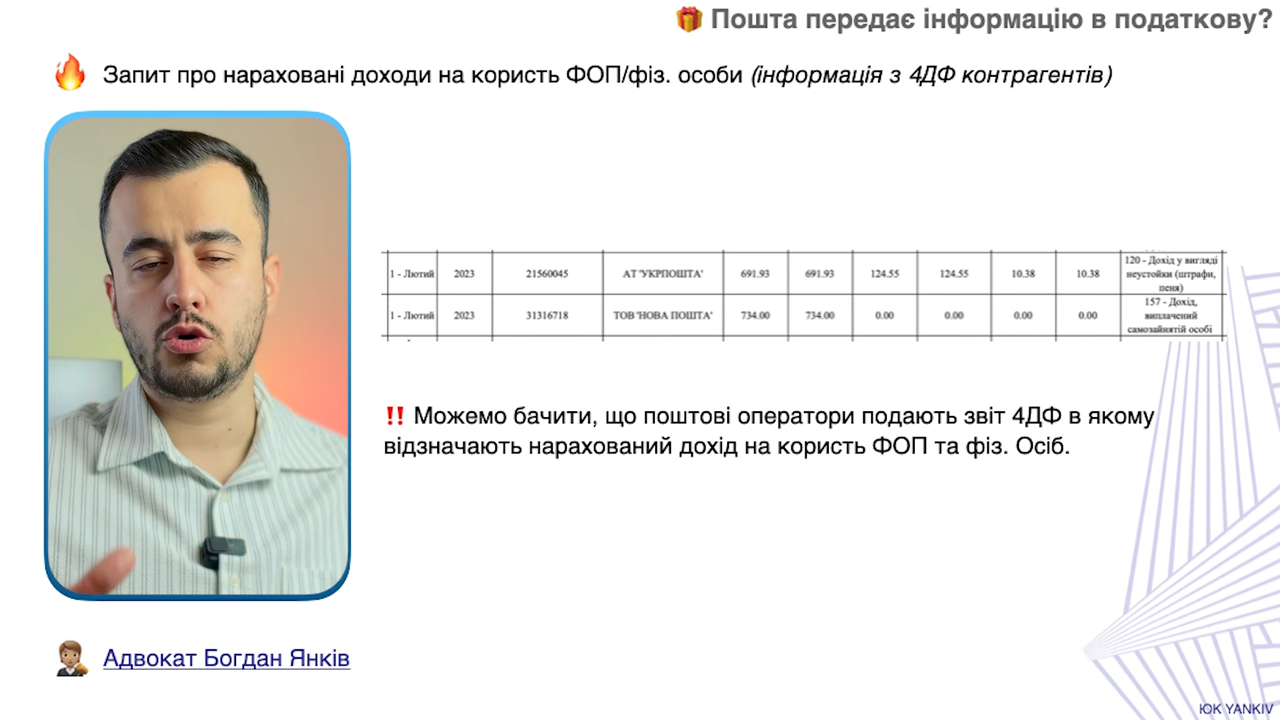 🎁 Пошта передає інформацію в податкову?
🔥 Запит про нараховані доходи на користь ФОП/фіз. особи (інформація з 4ДФ контрагентів)
1 - Лютий 2023 21560045 АТ 'УКРПОШТА' 691.93 691.93 124.55 124.55 10.38 10.38 120 - Дохід у вигляді неустойки (штрафи, пеня)
1 - Лютий 2023 31316718 ТОВ 'НОВА ПОШТА' 734.00 734.00 0.00 0.00 0.00 0.00 157 - Дохід, виплачений самозайнятій особі
‼️ Можемо бачити, що поштові оператори подають звіт 4ДФ в якому
відзначають нарахований дохід на користь ФОП та фіз. Осіб.
Адвокат Богдан Янків
ЮК YANKIV